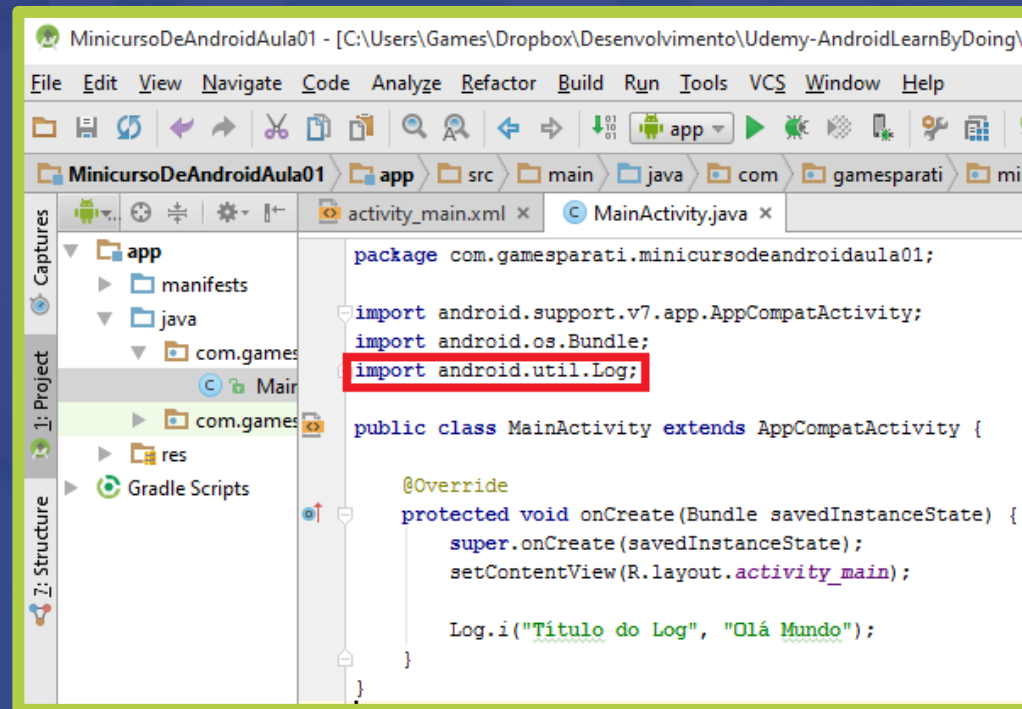 MinicursoDeAndroidAula01 - [C:\Users\Games\Dropbox\Desenvolvimento\Udemy-AndroidLearnByDoing\
File Edit View Navigate Code Analyze Refactor Build Run Tools VCS Window Help
app
MinicursoDeAndroidAula01 app src main java com gamesparati mi
activity_main.xml × MainActivity.java ×
Captures
1: Project
7: Structure
app
manifests
java
com.games
Mair
com.games
res
Gradle Scripts
package com.gamesparati.minicursodeandroidaula01;
import android.support.v7.app.AppCompatActivity;
import android.os.Bundle;
import android.util.Log;
public class MainActivity extends AppCompatActivity {
@Override
protected void onCreate(Bundle savedInstanceState) {
super.onCreate(savedInstanceState);
setContentView(R.layout.activity_main);
Log.i("Título do Log", "Olá Mundo");
}
}